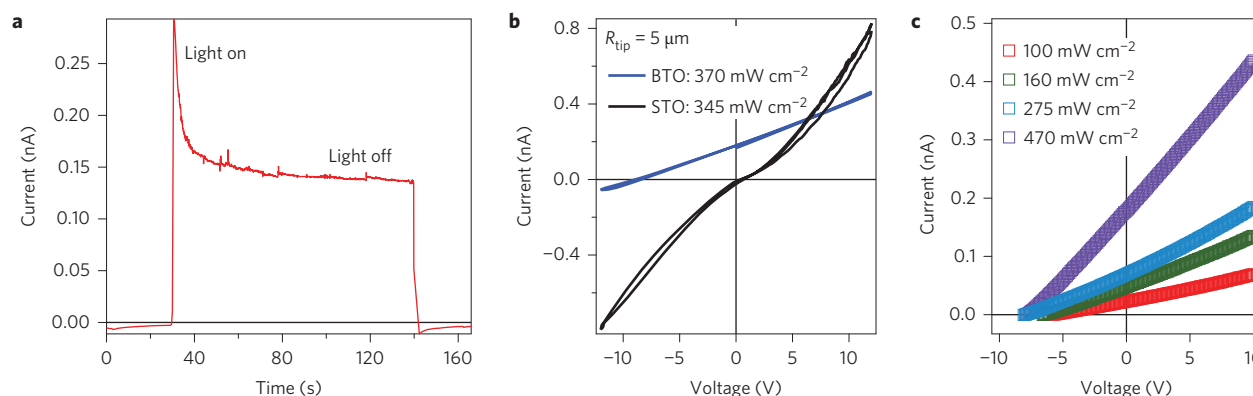 a
Light on
Light off
0.25
0.20
0.15
0.10
0.05
0.00
Current (nA)
0
40
80
120
160
Time (s)
b
R_tip = 5 μm
BTO: 370 mW cm⁻²
STO: 345 mW cm⁻²
0.8
0.4
0.0
−0.4
Current (nA)
−10
−5
0
5
10
Voltage (V)
c
100 mW cm⁻²
160 mW cm⁻²
275 mW cm⁻²
470 mW cm⁻²
0.5
0.4
0.3
0.2
0.1
0.0
Current (nA)
−10
−5
0
5
10
Voltage (V)